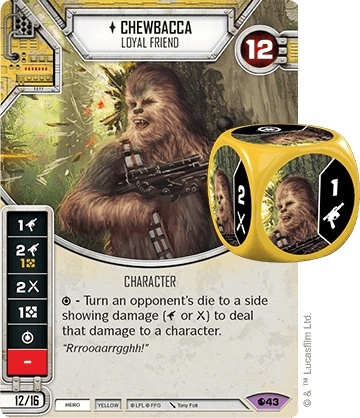 CHEWBACCA
LOYAL FRIEND
12
1
2
1
2
1
CHARACTER
- Turn an opponent's die to a side
showing damage ( or ) to deal
that damage to a character.
"Rrrooaarrgghh!"
12/16
HERO
YELLOW
© LFL © FFG
Tony Foti
43
2
1
© & ™ Lucasfilm Ltd.